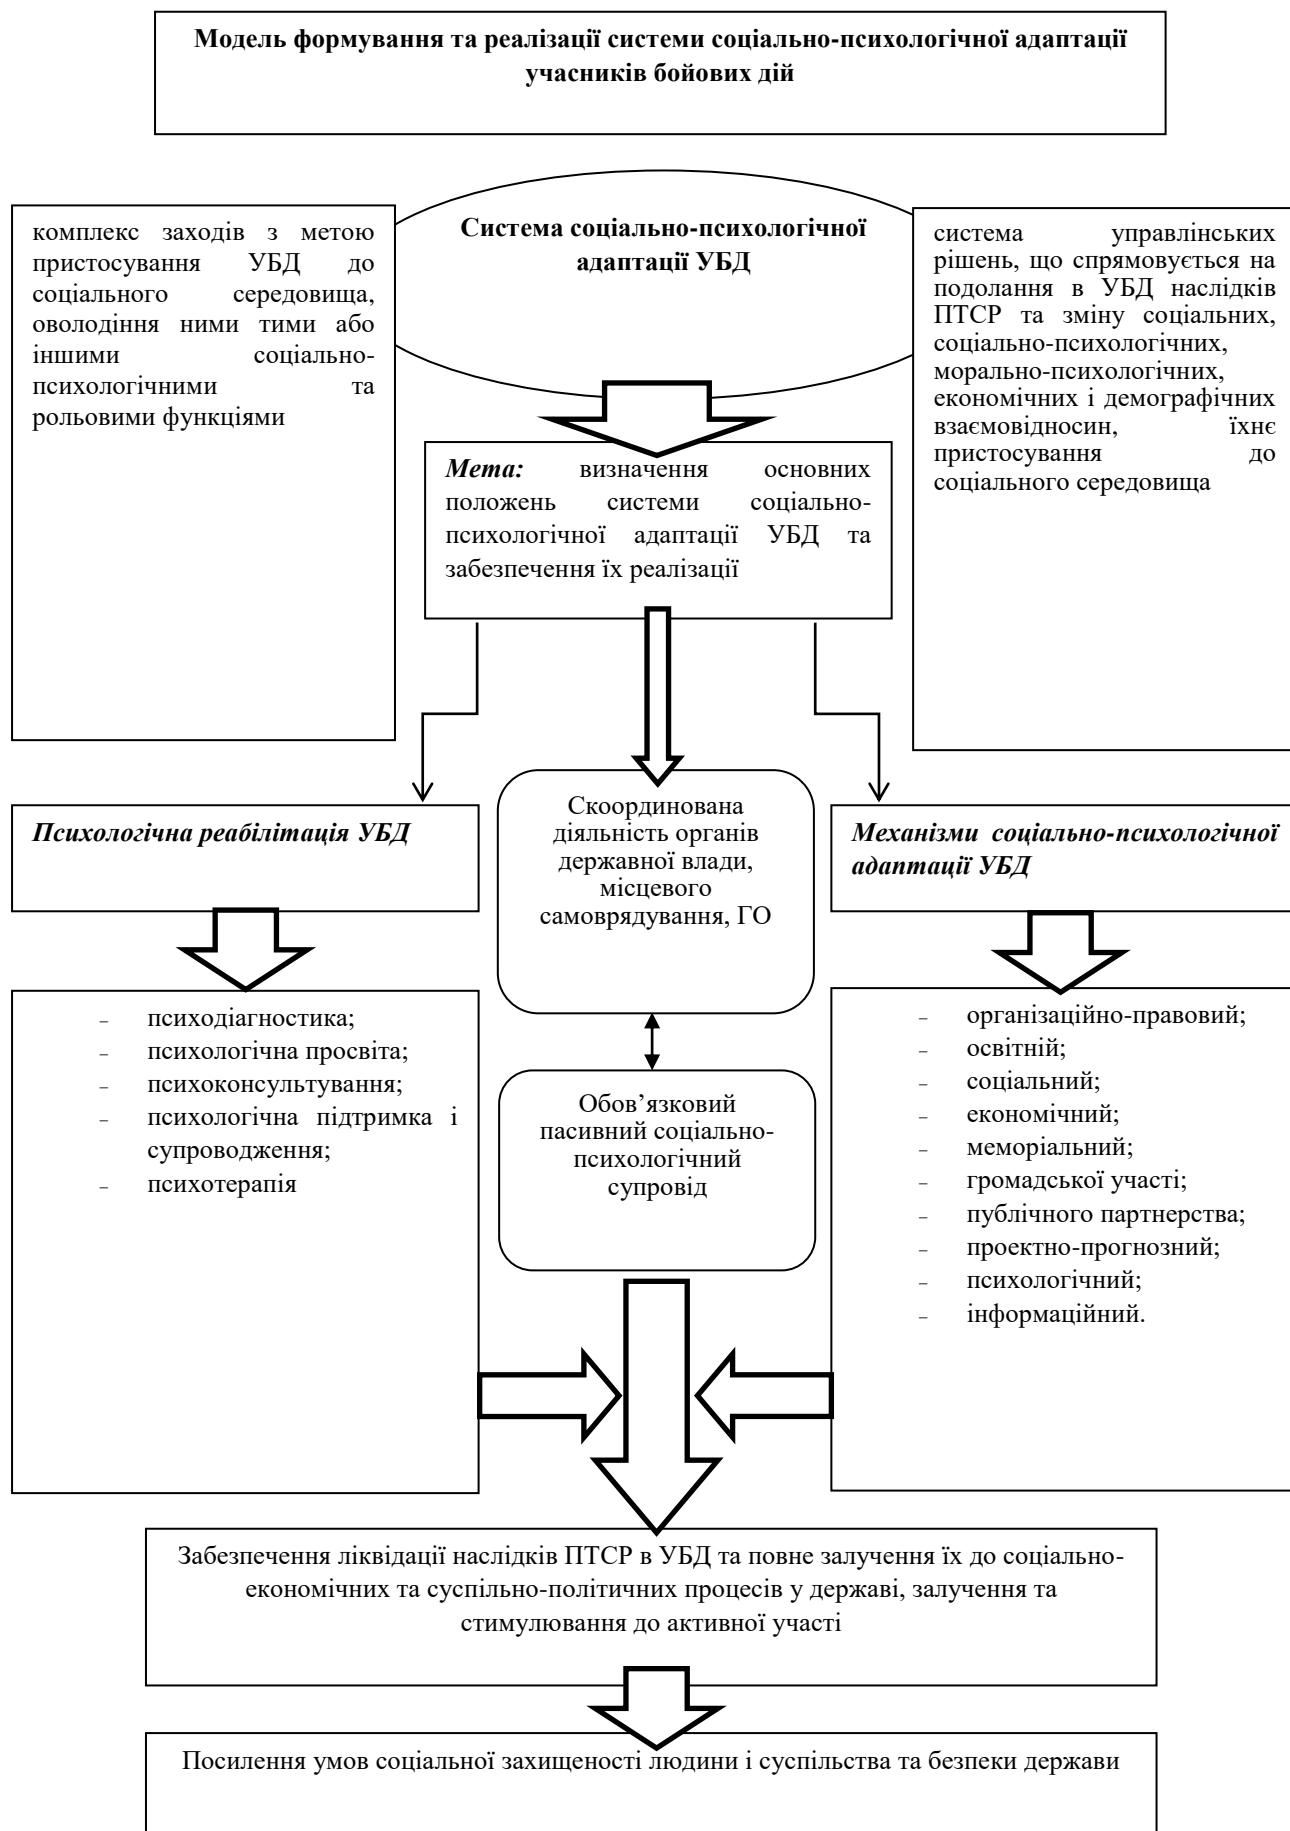 Модель формування та реалізації системи соціально-психологічної адаптації
учасників бойових дій
комплекс заходів з метою
пристосування УБД до
соціального середовища,
оволодіння ними тими або
іншими соціально-
психологічними та
рольовими функціями
Система соціально-психологічної
адаптації УБД
система управлінських
рішень, що спрямовується на
подолання в УБД наслідків
ПТСР та зміну соціальних,
соціально-психологічних,
морально-психологічних,
економічних і демографічних
взаємовідносин, їхнє
пристосування до
соціального середовища
Мета: визначення основних
положень системи соціально-
психологічної адаптації УБД та
забезпечення їх реалізації
Психологічна реабілітація УБД
Скоординована
діяльність органів
державної влади,
місцевого
самоврядування, ГО
Механізми соціально-психологічної
адаптації УБД
– психодіагностика;
– психологічна просвіта;
– психоконсультування;
– психологічна підтримка і
супроводження;
– психотерапія
Обов’язковий
пасивний соціально-
психологічний
супровід
– організаційно-правовий;
– освітній;
– соціальний;
– економічний;
– меморіальний;
– громадської участі;
– публічного партнерства;
– проектно-прогнозний;
– психологічний;
– інформаційний.
Забезпечення ліквідації наслідків ПТСР в УБД та повне залучення їх до соціально-
економічних та суспільно-політичних процесів у державі, залучення та
стимулювання до активної участі
Посилення умов соціальної захищеності людини і суспільства та безпеки держави